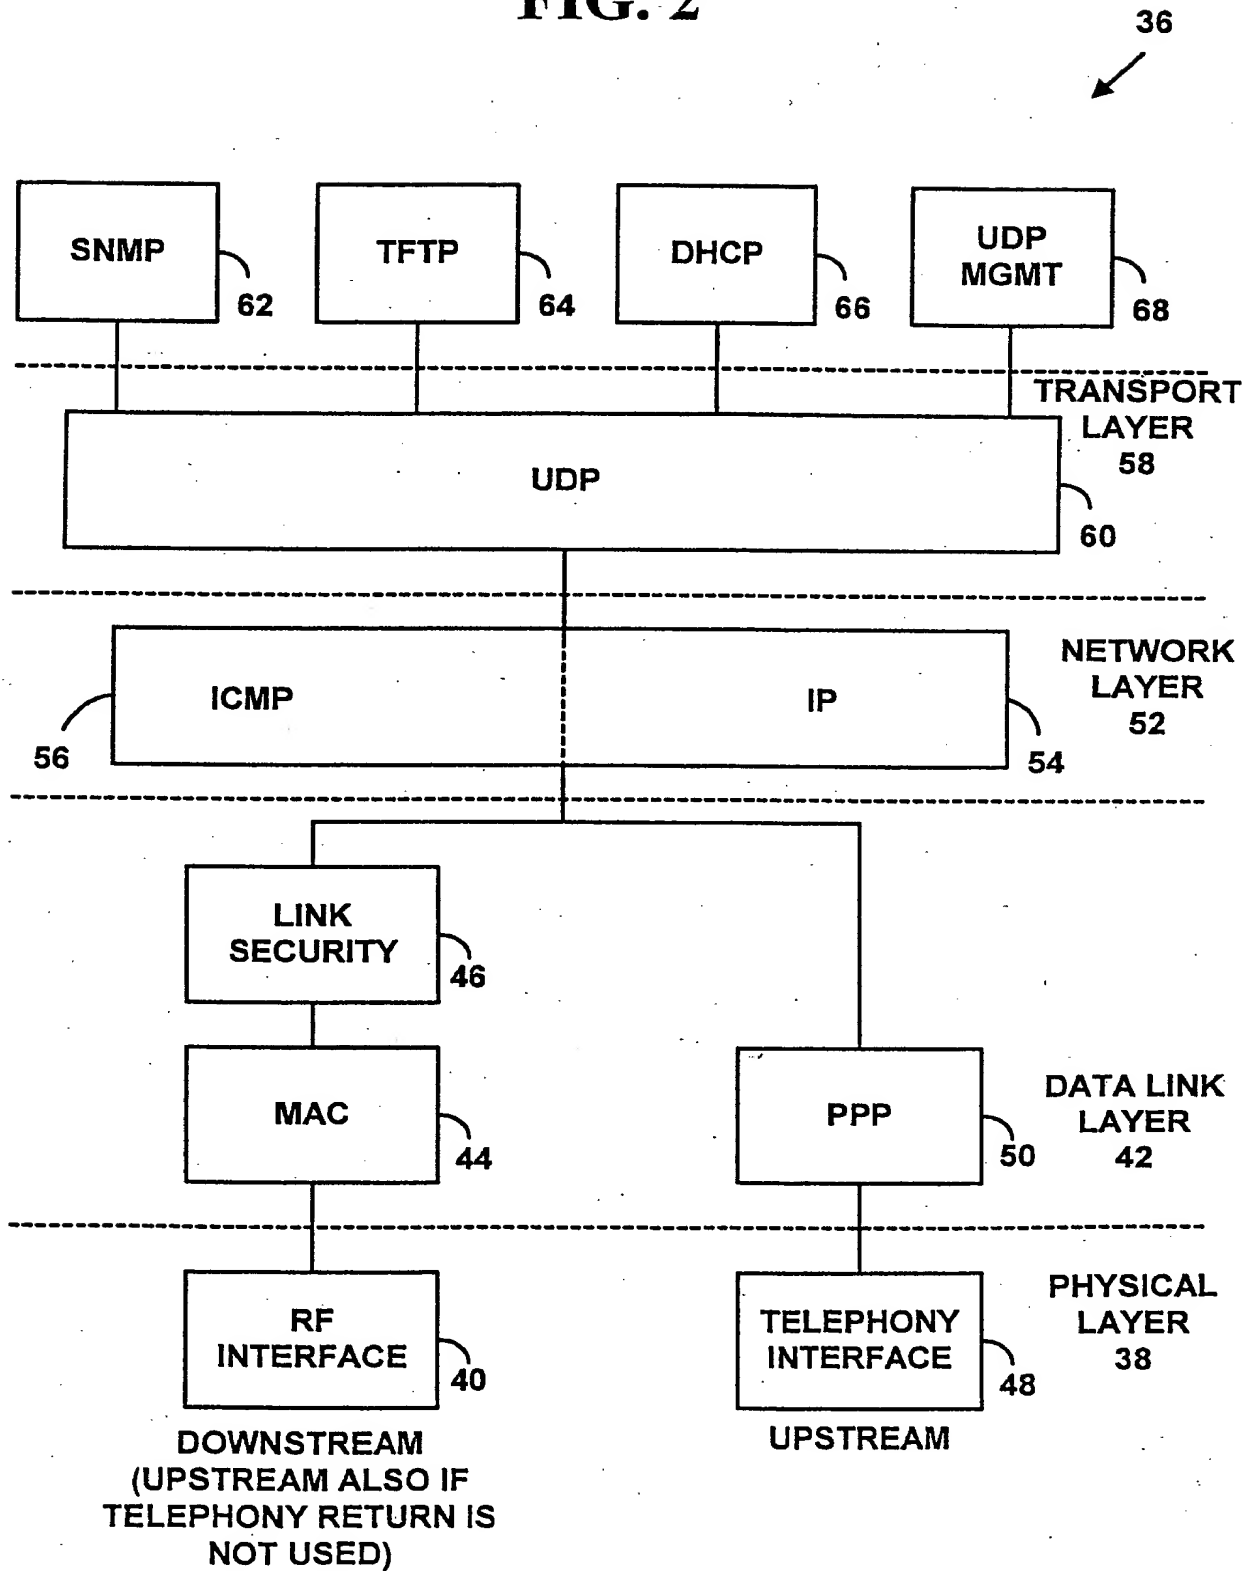 FIG. 2
36
SNMP
62
TFTP
64
DHCP
66
UDP
MGMT
68
TRANSPORT
LAYER
58
UDP
60
NETWORK
LAYER
52
ICMP
56
IP
54
LINK
SECURITY
46
MAC
44
PPP
50
DATA LINK
LAYER
42
RF
INTERFACE
40
TELEPHONY
INTERFACE
48
PHYSICAL
LAYER
38
DOWNSTREAM
(UPSTREAM ALSO IF
TELEPHONY RETURN IS
NOT USED)
UPSTREAM